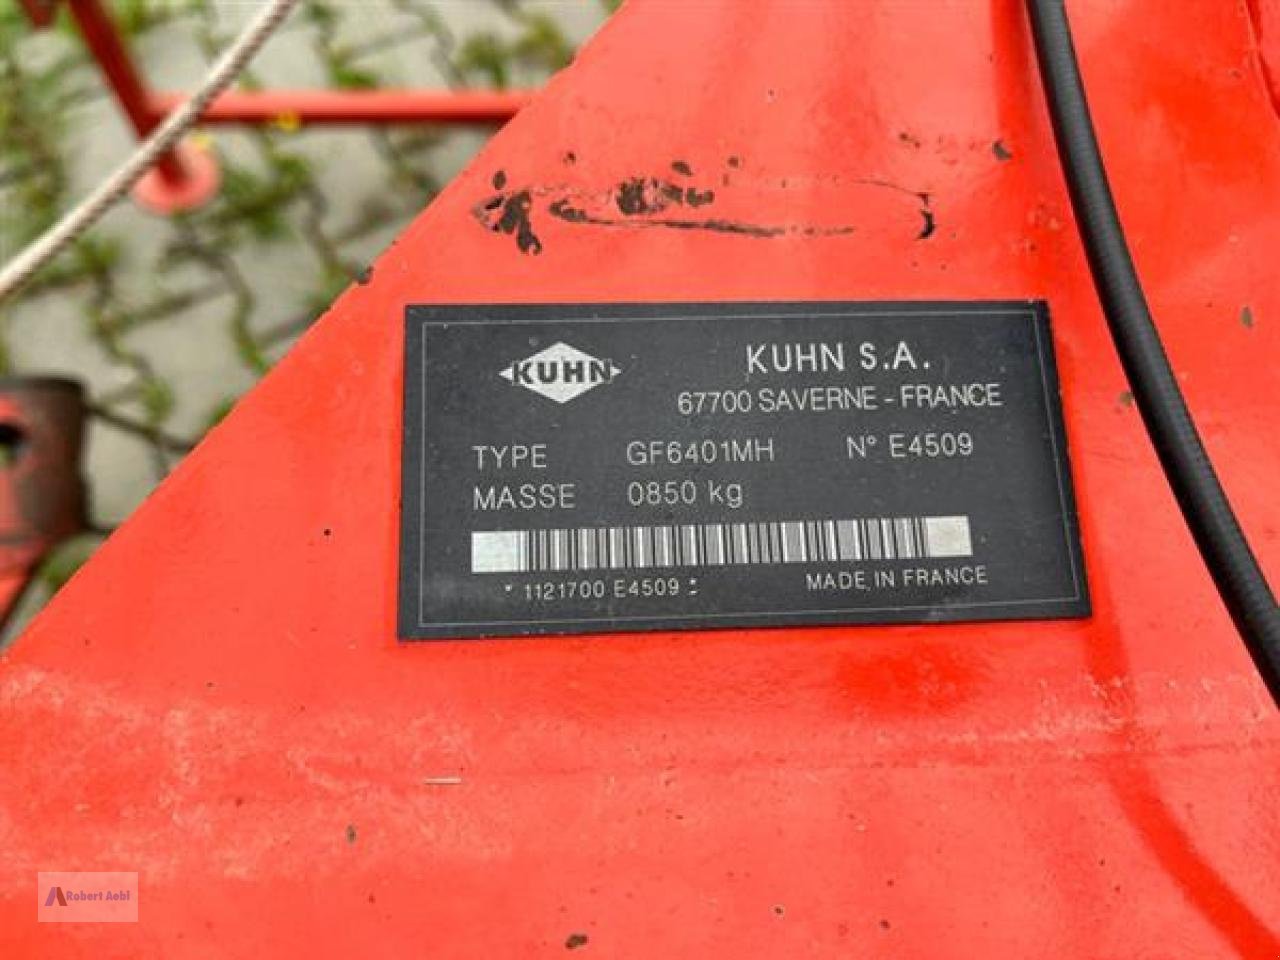 KUHN
KUHN S.A.
67700 SAVERNE - FRANCE
TYPE GF6401MH N° E4509
MASSE 0850 kg
* 1121700 E4509 *
MADE IN FRANCE
Robert Aebi